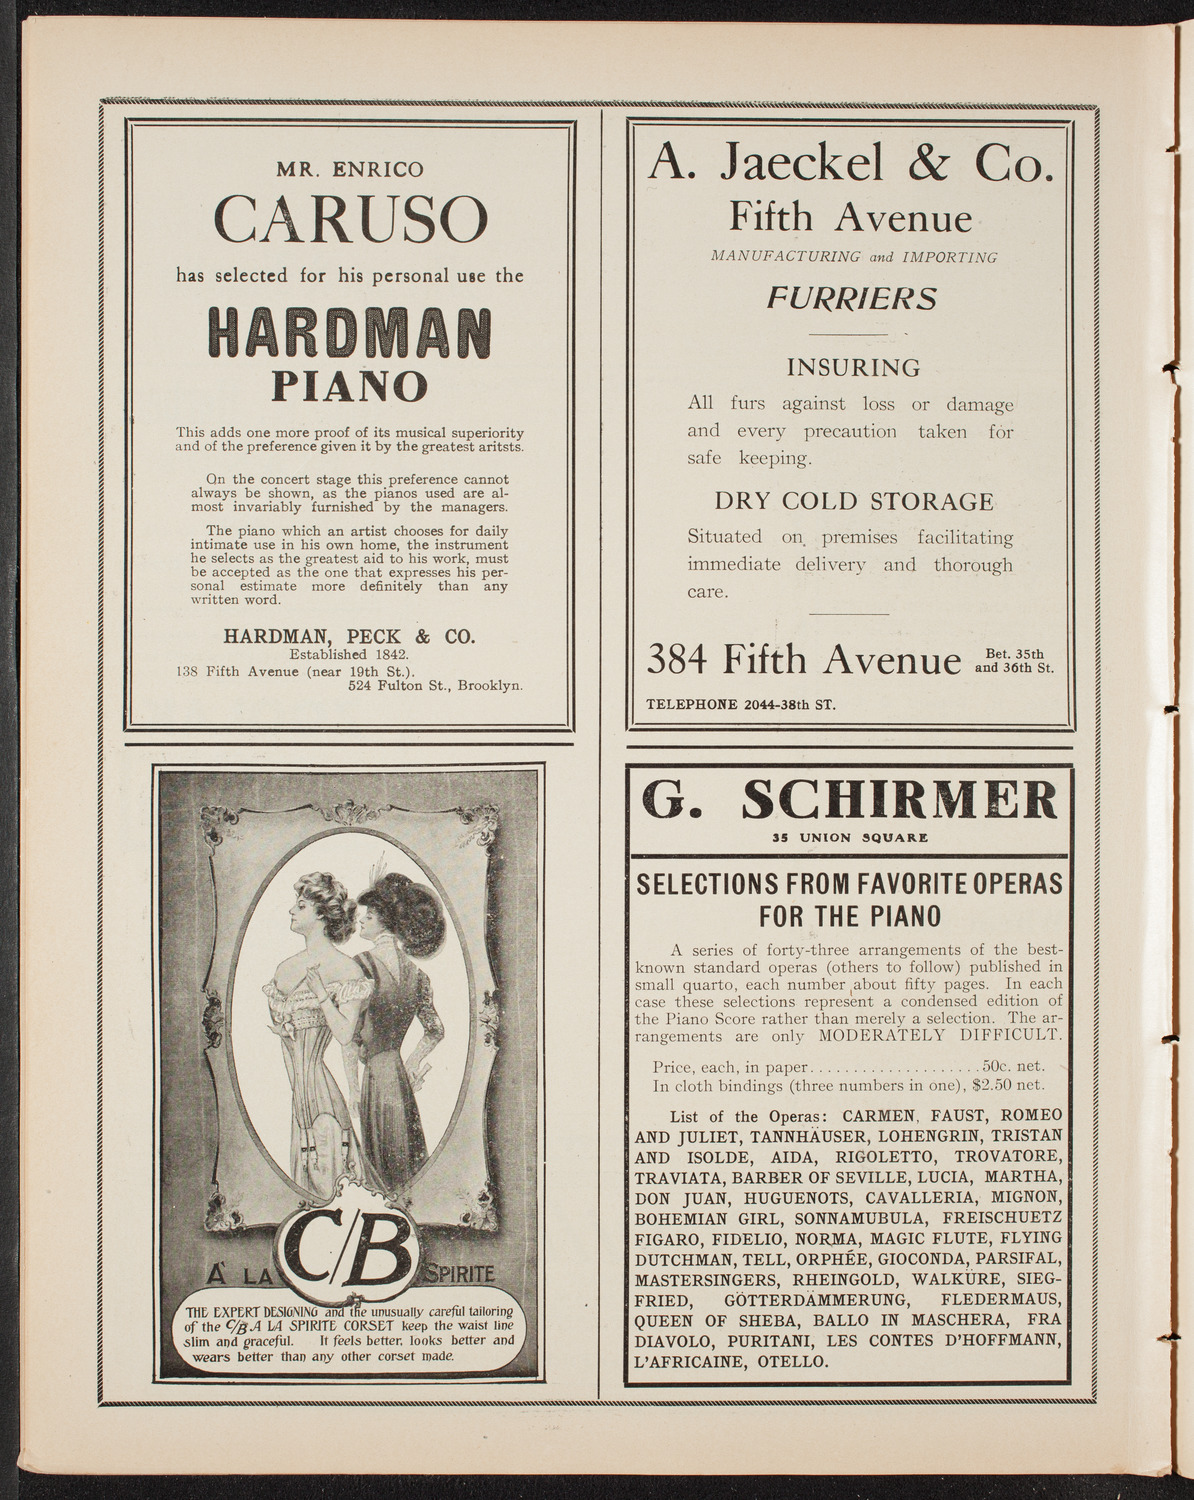 MR. ENRICO
CARUSO
has selected for his personal use the
HARDMAN
PIANO
This adds one more proof of its musical superiority
and of the preference given it by the greatest aritsts.
On the concert stage this preference cannot
always be shown, as the pianos used are al-
most invariably furnished by the managers.
The piano which an artist chooses for daily
intimate use in his own home, the instrument
he selects as the greatest aid to his work, must
be accepted as the one that expresses his per-
sonal estimate more definitely than any
written word.
HARDMAN, PECK & CO.
Established 1842.
138 Fifth Avenue (near 19th St.).
524 Fulton St., Brooklyn.
A. Jaeckel & Co.
Fifth Avenue
MANUFACTURING and IMPORTING
FURRIERS
INSURING
All furs against loss or damage
and every precaution taken for
safe keeping.
DRY COLD STORAGE
Situated on premises facilitating
immediate delivery and thorough
care.
384 Fifth Avenue Bet. 35th
and 36th St.
TELEPHONE 2044-38th ST.
C/B
À LA SPIRITE
THE EXPERT DESIGNING and the unusually careful tailoring
of the C/B A LA SPIRITE CORSET keep the waist line
slim and graceful. It feels better, looks better and
wears better than any other corset made.
G. SCHIRMER
35 UNION SQUARE
SELECTIONS FROM FAVORITE OPERAS
FOR THE PIANO
A series of forty-three arrangements of the best-
known standard operas (others to follow) published in
small quarto, each number about fifty pages. In each
case these selections represent a condensed edition of
the Piano Score rather than merely a selection. The ar-
rangements are only MODERATELY DIFFICULT.
Price, each, in paper...................50c. net.
In cloth bindings (three numbers in one), $2.50 net.
List of the Operas: CARMEN, FAUST, ROMEO
AND JULIET, TANNHÄUSER, LOHENGRIN, TRISTAN
AND ISOLDE, AIDA, RIGOLETTO, TROVATORE,
TRAVIATA, BARBER OF SEVILLE, LUCIA, MARTHA,
DON JUAN, HUGUENOTS, CAVALLERIA, MIGNON,
BOHEMIAN GIRL, SONNAMUBULA, FREISCHUETZ
FIGARO, FIDELIO, NORMA, MAGIC FLUTE, FLYING
DUTCHMAN, TELL, ORPHÉE, GIOCONDA, PARSIFAL,
MASTERSINGERS, RHEINGOLD, WALKÜRE, SIEG-
FRIED, GÖTTERDÄMMERUNG, FLEDERMAUS,
QUEEN OF SHEBA, BALLO IN MASCHERA, FRA
DIAVOLO, PURITANI, LES CONTES D'HOFFMANN,
L'AFRICAINE, OTELLO.